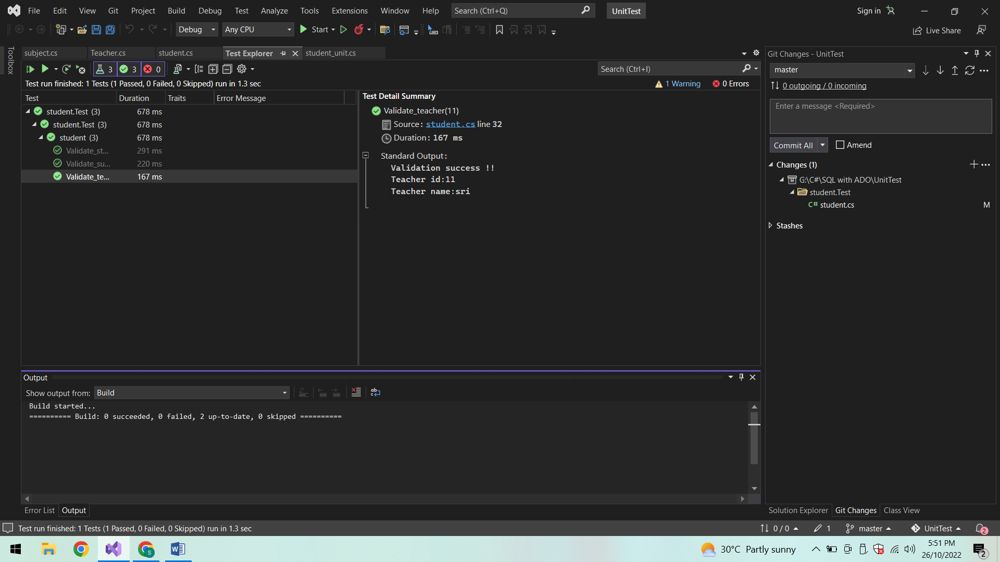 File Edit View Git Project Build Debug Test Analyze Tools Extensions Window Help Search (Ctrl+Q) UnitTest Sign in
Debug Any CPU Start Live Share
Toolbox
subject.cs Teacher.cs student.cs Test Explorer student_unit.cs
3 3 0 Search (Ctrl+I)
Test run finished: 1 Tests (1 Passed, 0 Failed, 0 Skipped) run in 1.3 sec 1 Warning 0 Errors
Test Duration Traits Error Message
student.Test (3) 678 ms
student.Test (3) 678 ms
student (3) 678 ms
Validate_st... 291 ms
Validate_su... 220 ms
Validate_te... 167 ms
Test Detail Summary
Validate_teacher(11)
Source: student.cs line 32
Duration: 167 ms
Standard Output:
Validation success !!
Teacher id:11
Teacher name:sri
Git Changes - UnitTest
master
0 outgoing / 0 incoming
Enter a message <Required>
Commit All Amend
Changes (1)
G:\C#\SQL with ADO\UnitTest
student.Test
C# student.cs M
Stashes
Output
Show output from: Build
Build started...
========== Build: 0 succeeded, 0 failed, 2 up-to-date, 0 skipped ==========
Error List Output
Solution Explorer Git Changes Class View
Test run finished: 1 Tests (1 Passed, 0 Failed, 0 Skipped) run in 1.3 sec 0 / 0 1 master UnitTest 2
30°C Partly sunny 5:51 PM
26/10/2022 2